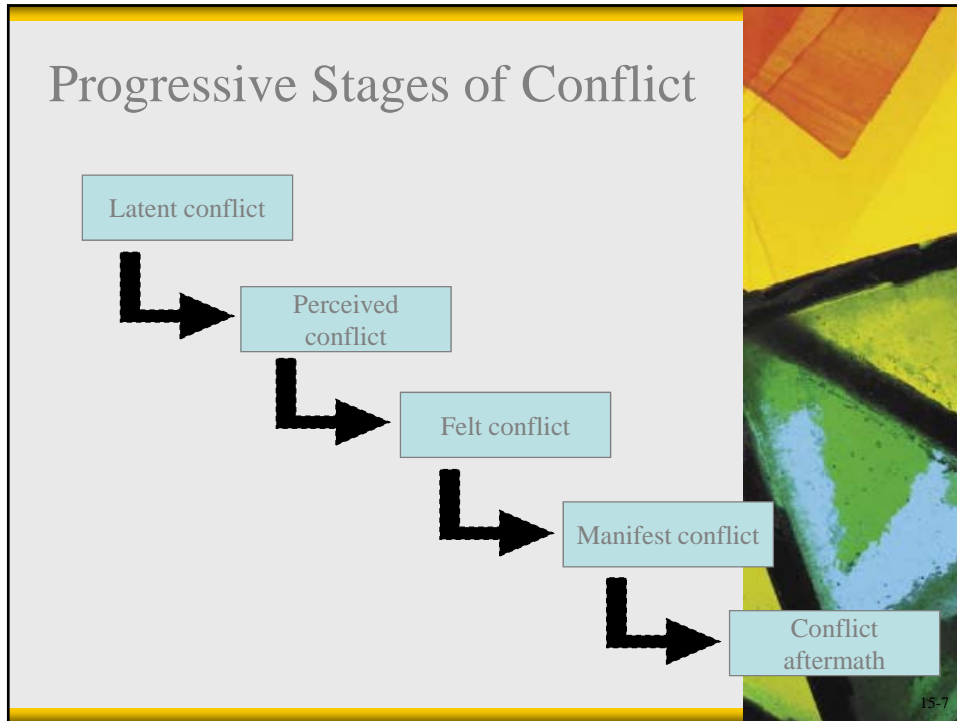 Progressive Stages of Conflict
Latent conflict
Perceived
conflict
Felt conflict
Manifest conflict
Conflict
aftermath
15-7